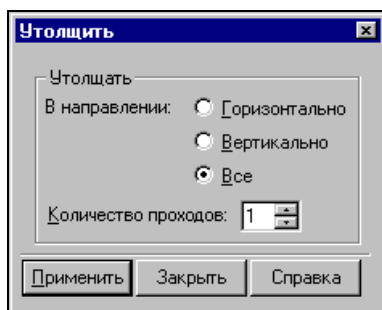 Утолщить
Утолщать
В направлении: Горизонтально
Вертикально
Все
Количество проходов: 1
Применить Закрыть Справка